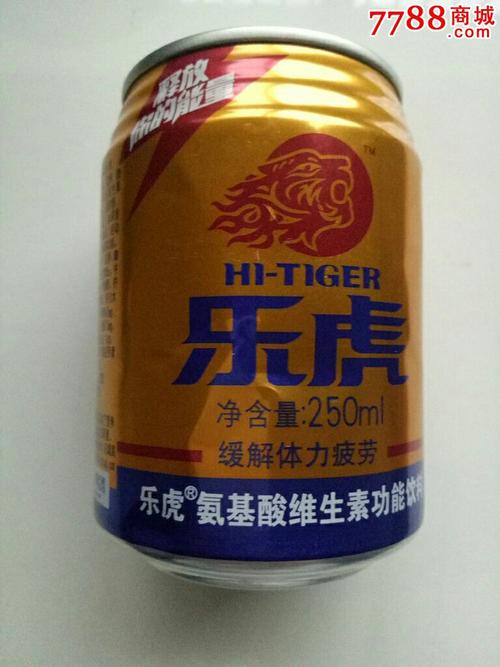 7788商城
.com
释放
你的能量
TM
HI-TIGER
乐虎
净含量:250ml
缓解体力疲劳
乐虎®氨基酸维生素功能饮料